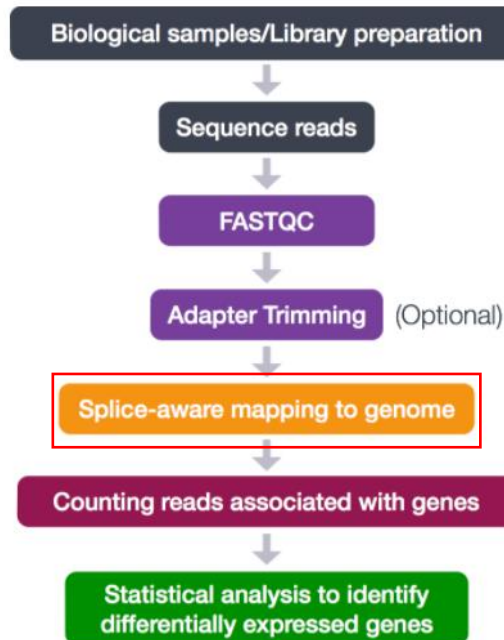 Biological samples/Library preparation
Sequence reads
FASTQC
Adapter Trimming (Optional)
Splice-aware mapping to genome
Counting reads associated with genes
Statistical analysis to identify
differentially expressed genes